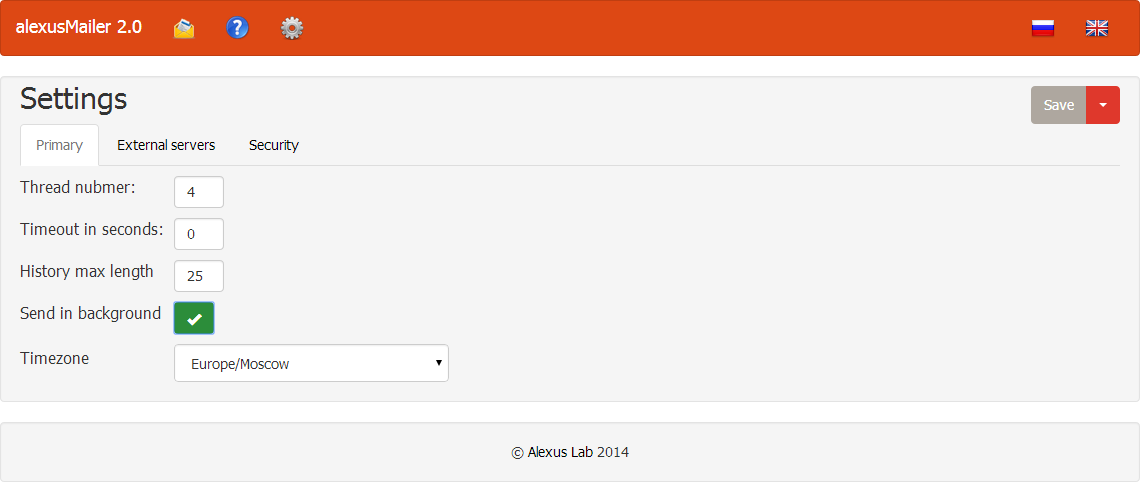 alexusMailer 2.0
Settings
Save
Primary External servers Security
Thread nubmer: 4
Timeout in seconds: 0
History max length 25
Send in background
Timezone Europe/Moscow
© Alexus Lab 2014